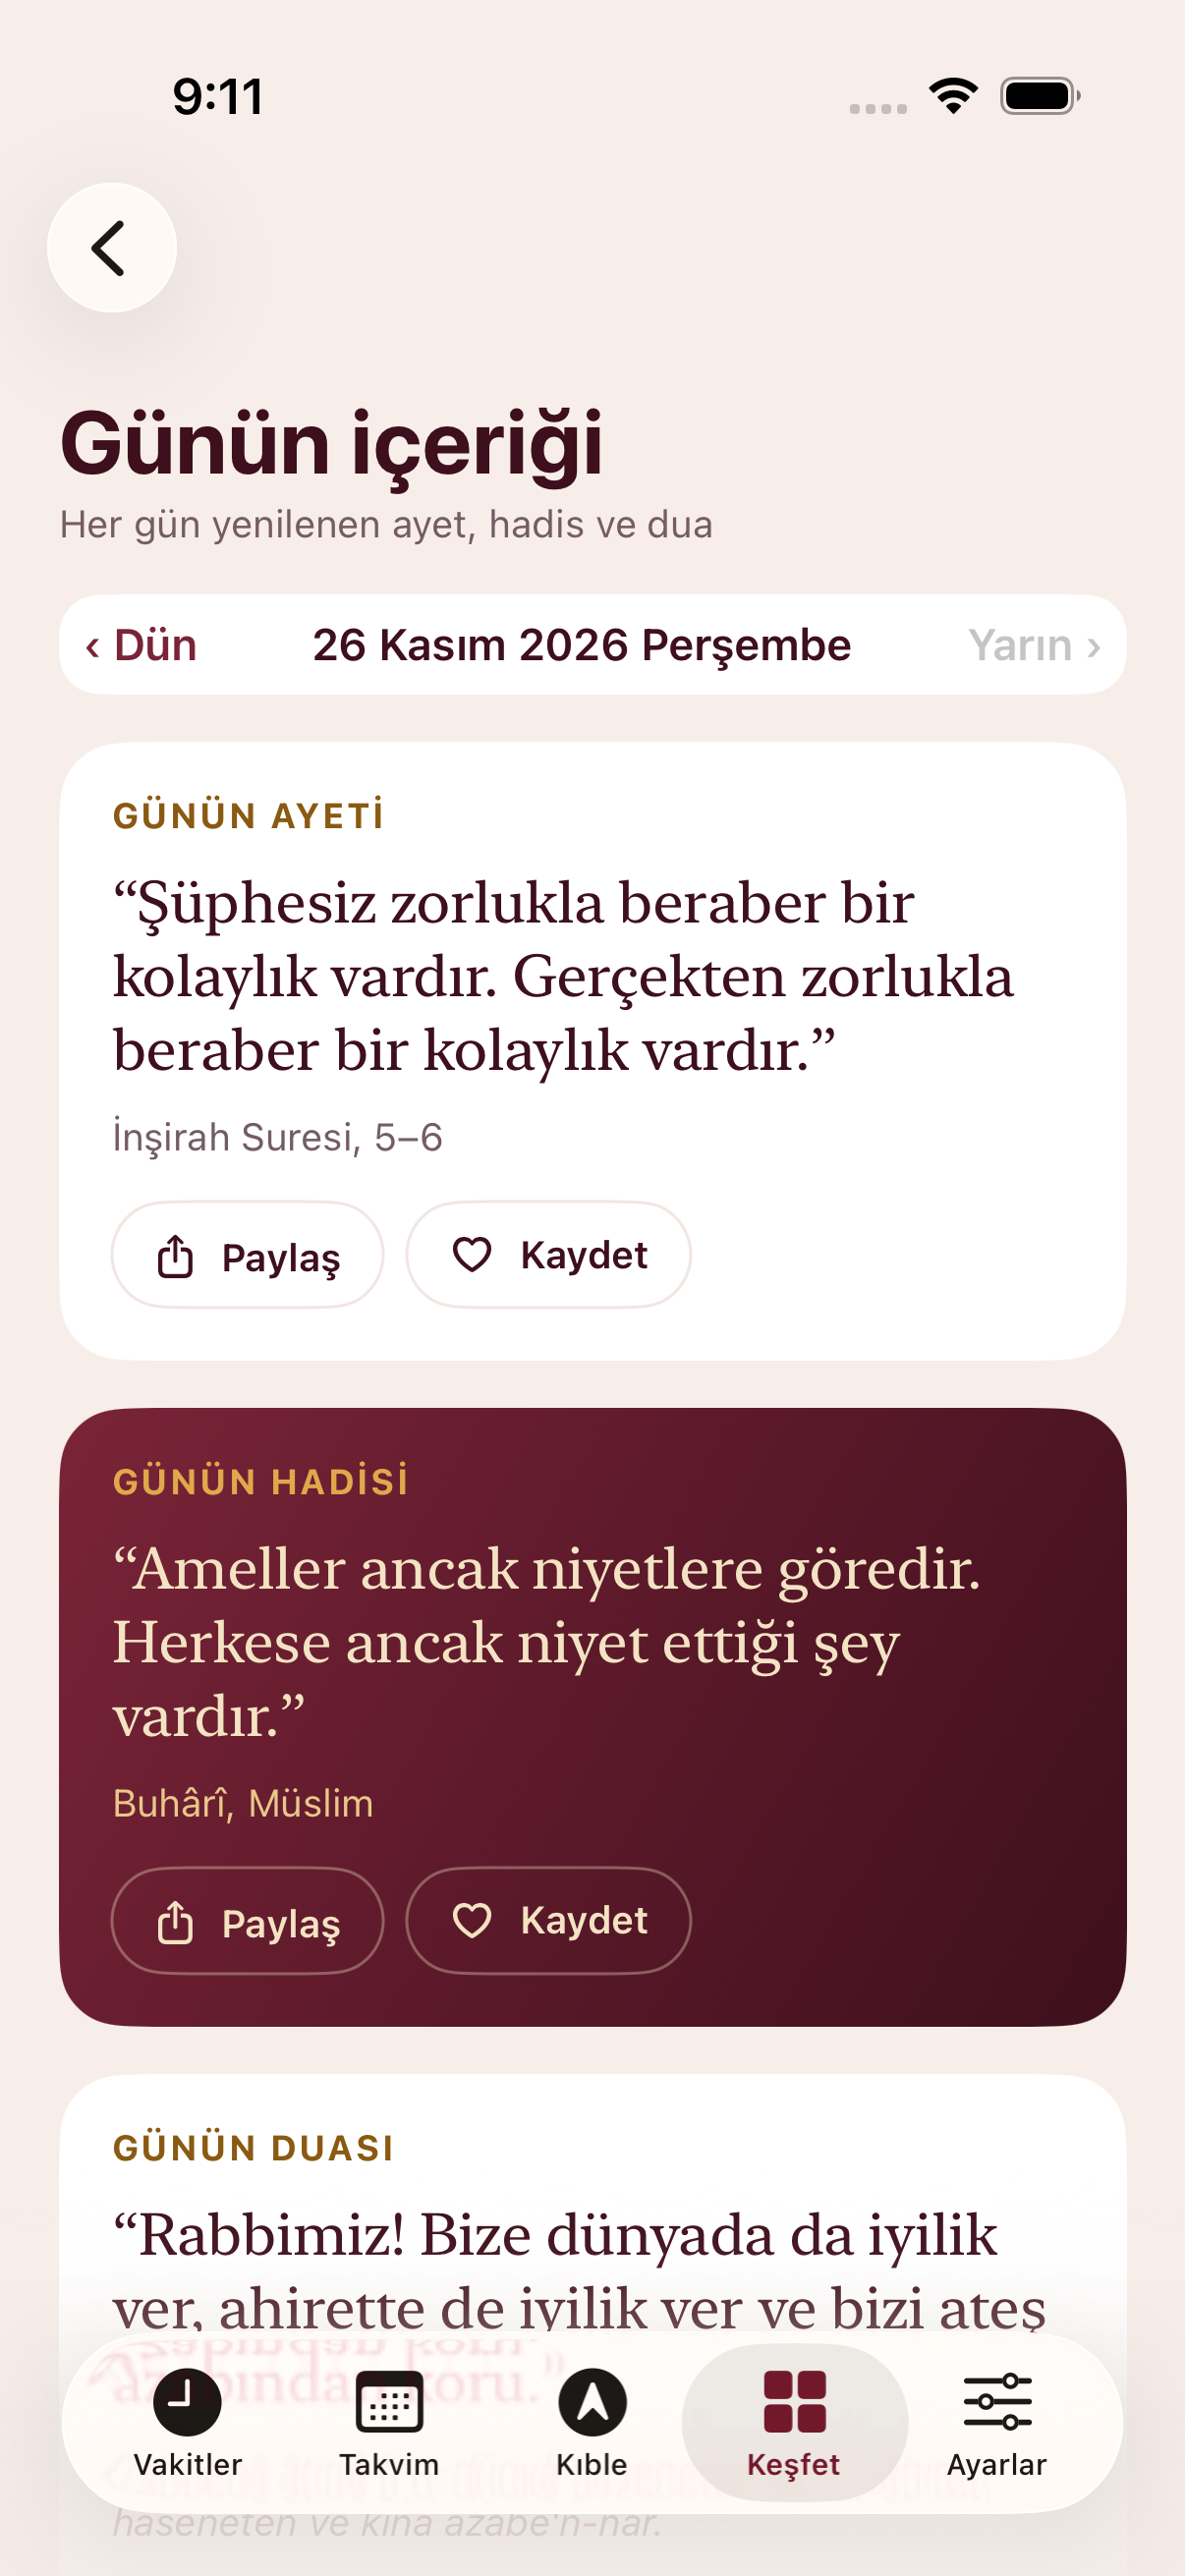 9:11
Günün içeriği
Her gün yenilenen ayet, hadis ve dua
‹ Dün 26 Kasım 2026 Perşembe Yarın ›
GÜNÜN AYETİ
“Şüphesiz zorlukla beraber bir
kolaylık vardır. Gerçekten zorlukla
beraber bir kolaylık vardır.”
İnşirah Suresi, 5–6
Paylaş Kaydet
GÜNÜN HADİSİ
“Ameller ancak niyetlere göredir.
Herkese ancak niyet ettiği şey
vardır.”
Buhârî, Müslim
Paylaş Kaydet
GÜNÜN DUASI
“Rabbimiz! Bize dünyada da iyilik
ver, ahirette de iyilik ver ve bizi ateş
azabından koru.”
haseneten ve kına azabe'n-nar.
Vakitler Takvim Kıble Keşfet Ayarlar